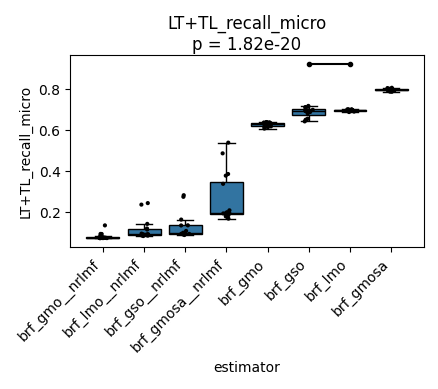 LT+TL_recall_micro
p = 1.82e-20
LT+TL_recall_micro
0.8
0.6
0.4
0.2
brf_gmo__nrlmf
brf_lmo__nrlmf
brf_gso__nrlmf
brf_gmosa__nrlmf
brf_gmo
brf_gso
brf_lmo
brf_gmosa
estimator